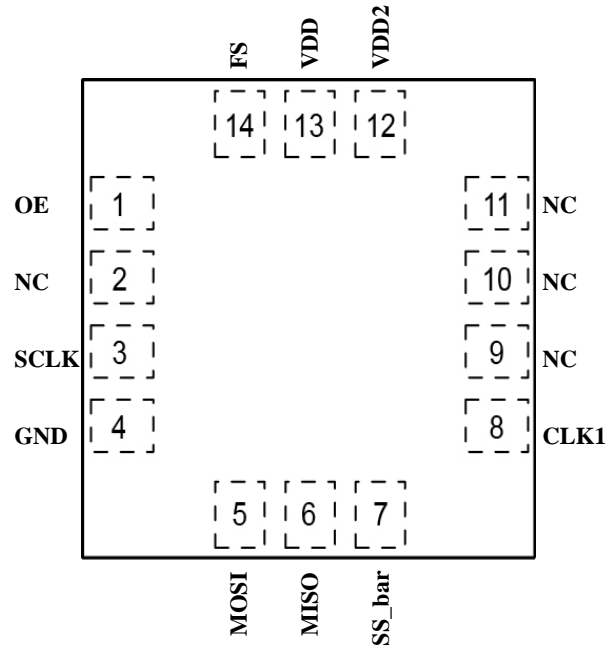 FS VDD VDD2
14 13 12
OE 1 11 NC
NC 2 10 NC
SCLK 3 9 NC
GND 4 8 CLK1
5 6 7
MOSI MISO SS_bar